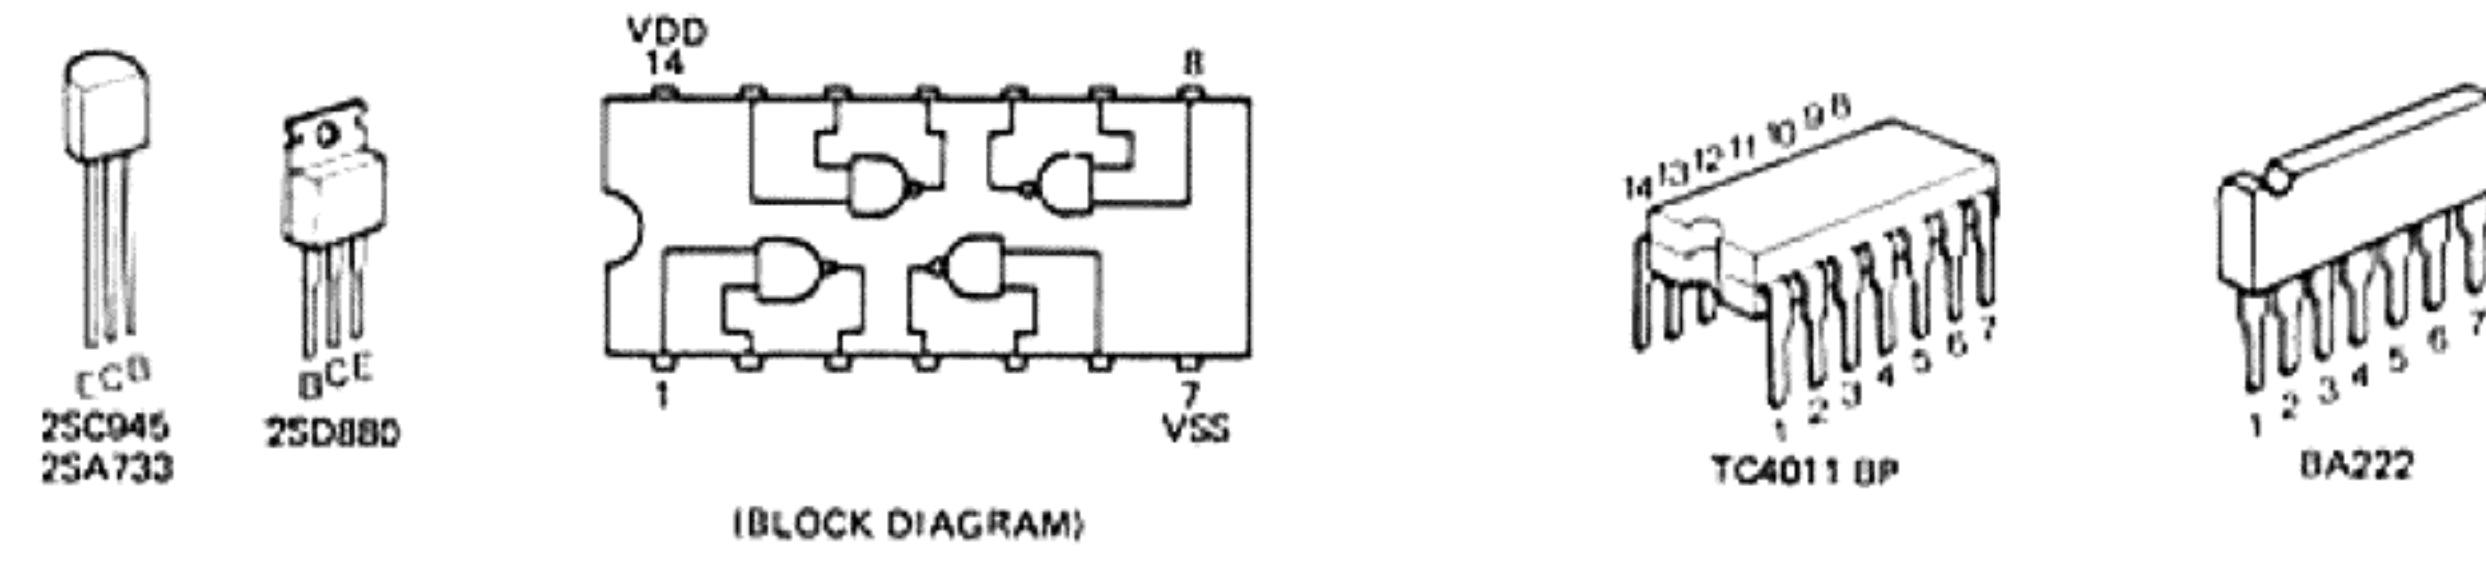 VDD
14
8
1
7
VSS
(BLOCK DIAGRAM)
ECB
2SC945
2SA733
BCE
2SD880
14 13 12 11 10 9 8
1 2 3 4 5 6 7
TC4011 BP
1 2 3 4 5 6 7
BA222